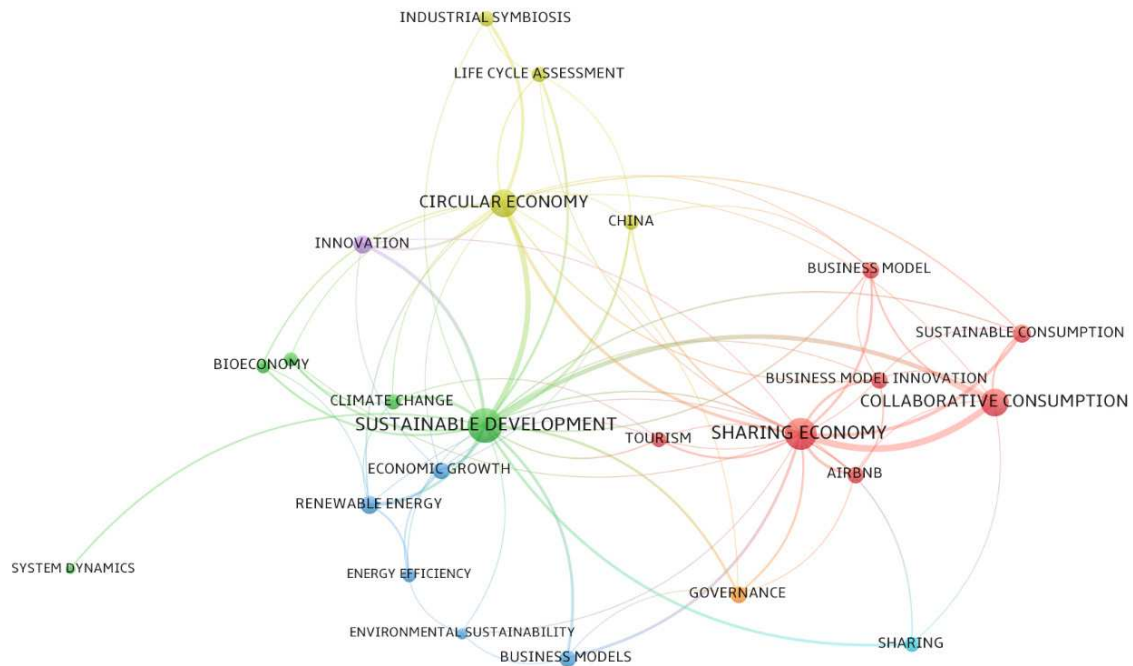 INDUSTRIAL SYMBIOSIS
LIFE CYCLE ASSESSMENT
CIRCULAR ECONOMY
CHINA
INNOVATION
BUSINESS MODEL
SUSTAINABLE CONSUMPTION
BIOECONOMY
BUSINESS MODEL INNOVATION
CLIMATE CHANGE
COLLABORATIVE CONSUMPTION
SUSTAINABLE DEVELOPMENT
TOURISM
SHARING ECONOMY
ECONOMIC GROWTH
AIRBNB
RENEWABLE ENERGY
SYSTEM DYNAMICS
ENERGY EFFICIENCY
GOVERNANCE
ENVIRONMENTAL SUSTAINABILITY
SHARING
BUSINESS MODELS